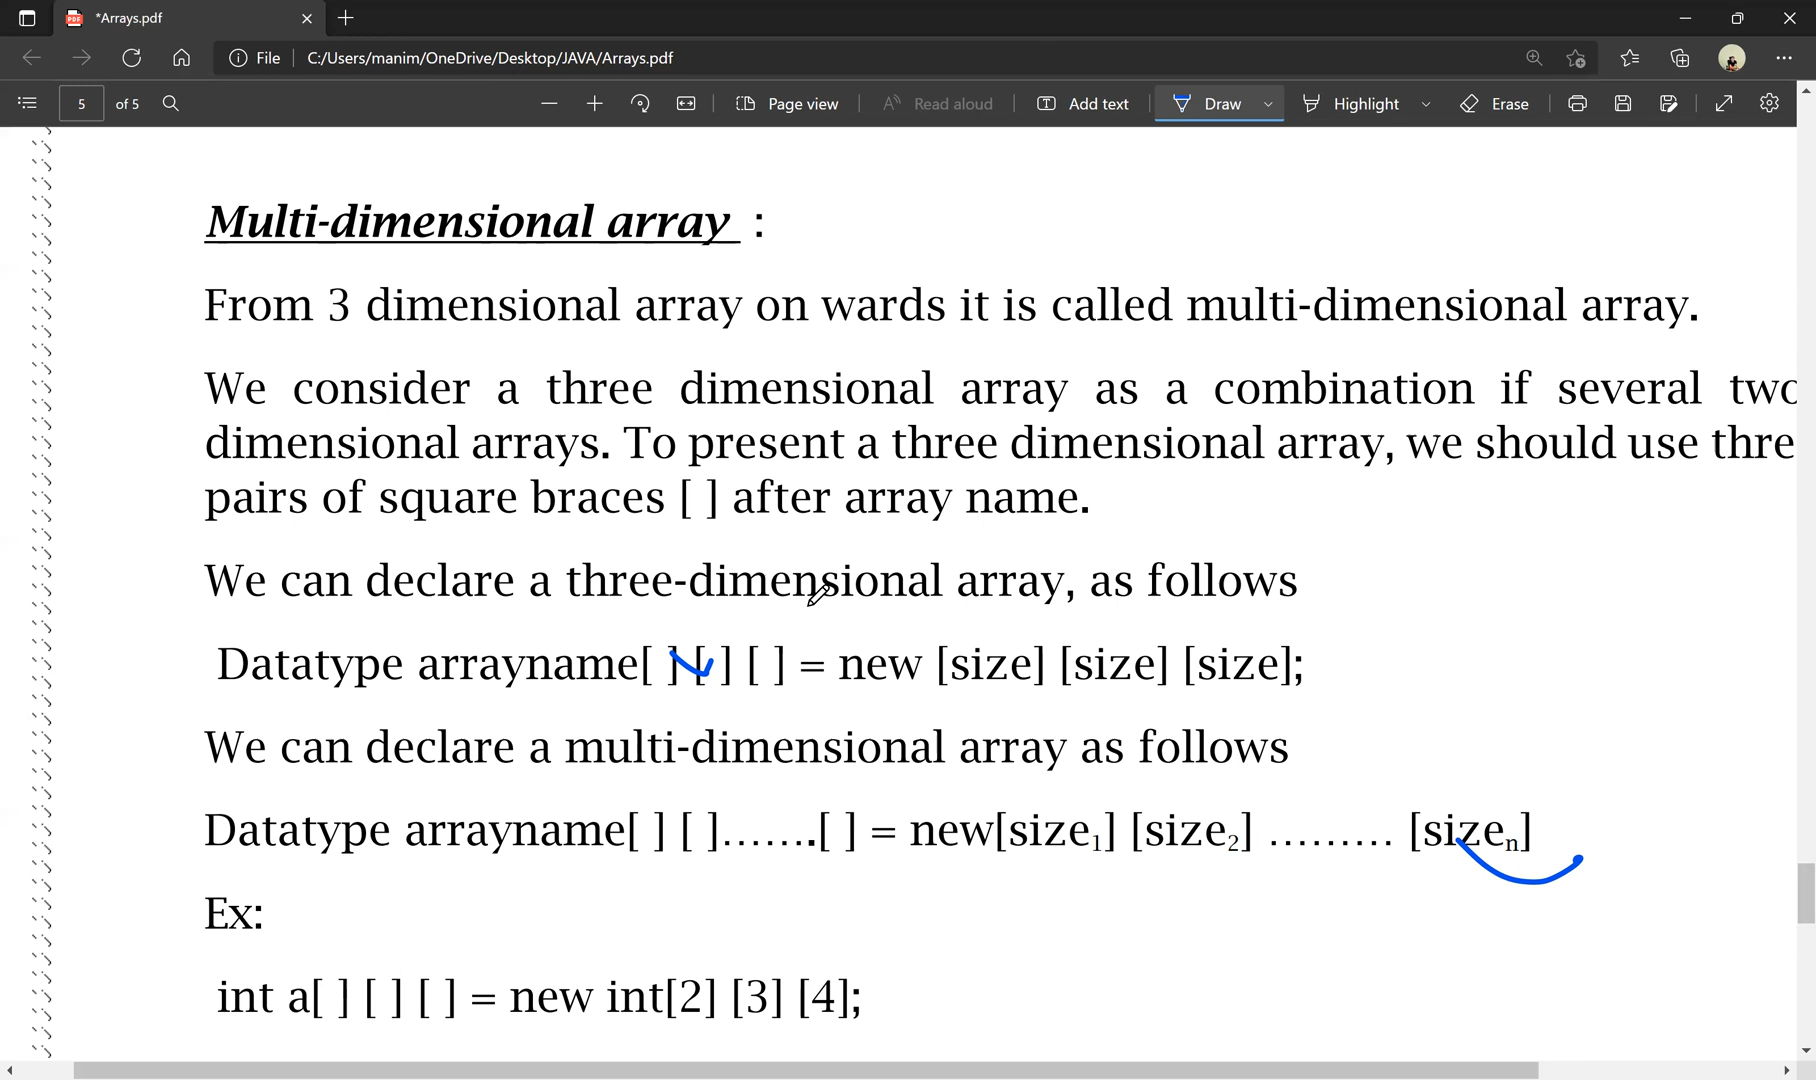 *Arrays.pdf
File C:/Users/manim/OneDrive/Desktop/JAVA/Arrays.pdf
5 of 5 Page view Read aloud Add text Draw Highlight Erase
Multi-dimensional array :
From 3 dimensional array on wards it is called multi-dimensional array.
We consider a three dimensional array as a combination if several two
dimensional arrays. To present a three dimensional array, we should use thre
pairs of square braces [ ] after array name.
We can declare a three-dimensional array, as follows
Datatype arrayname[ ] [ ] [ ] = new [size] [size] [size];
We can declare a multi-dimensional array as follows
Datatype arrayname[ ] [ ].......[ ] = new[size₁] [size₂] ......... [sizeₙ]
Ex:
int a[ ] [ ] [ ] = new int[2] [3] [4];